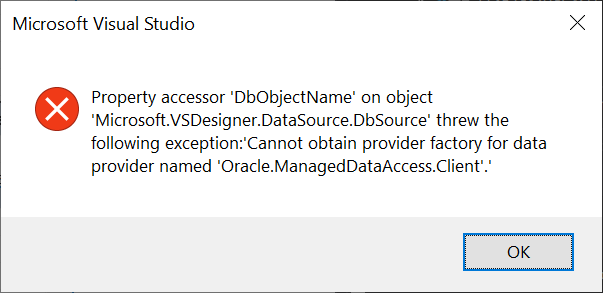 Microsoft Visual Studio
Property accessor 'DbObjectName' on object
'Microsoft.VSDesigner.DataSource.DbSource' threw the
following exception:'Cannot obtain provider factory for data
provider named 'Oracle.ManagedDataAccess.Client'.'
OK